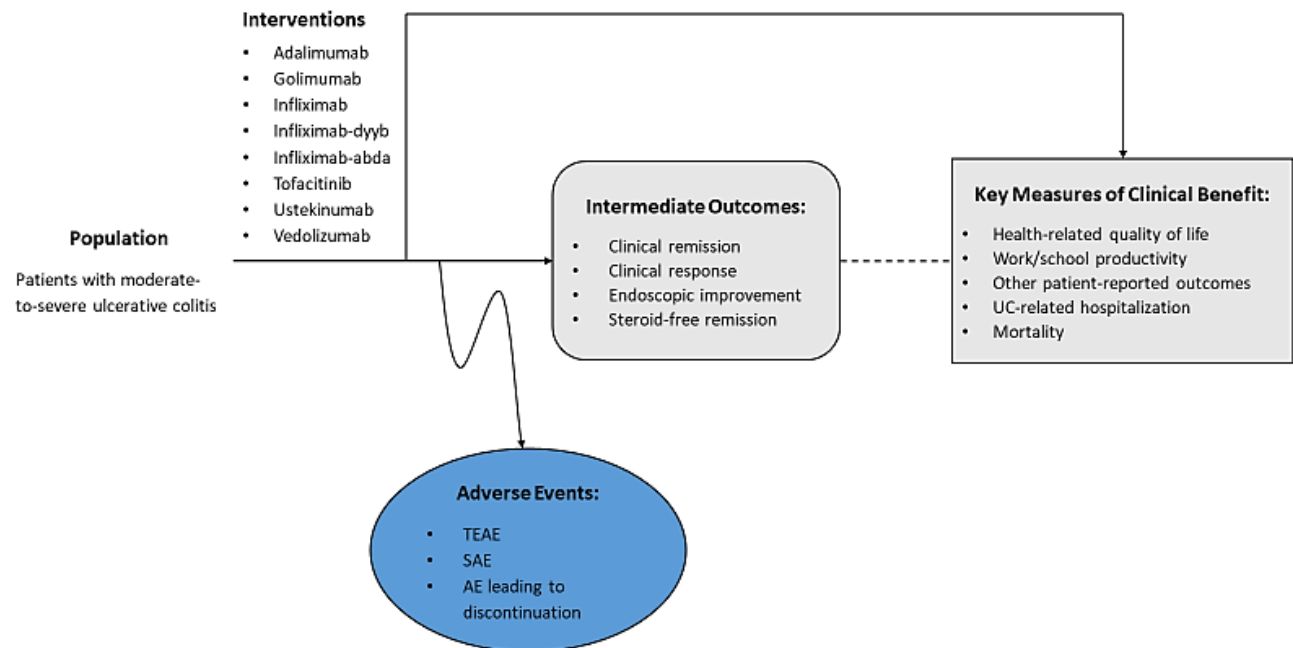 Interventions
• Adalimumab
• Golimumab
• Infliximab
• Infliximab-dyyb
• Infliximab-abda
• Tofacitinib
• Ustekinumab
• Vedolizumab
Population
Patients with moderate-
to-severe ulcerative colitis
Intermediate Outcomes:
• Clinical remission
• Clinical response
• Endoscopic improvement
• Steroid-free remission
Key Measures of Clinical Benefit:
• Health-related quality of life
• Work/school productivity
• Other patient-reported outcomes
• UC-related hospitalization
• Mortality
Adverse Events:
• TEAE
• SAE
• AE leading to
discontinuation